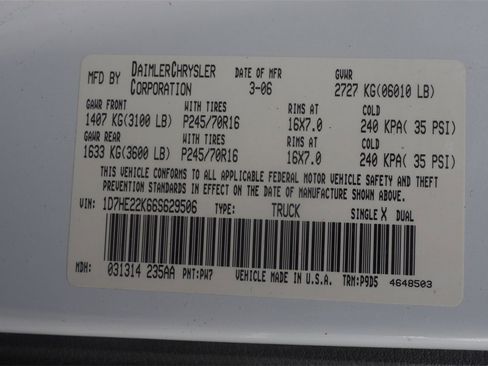 MFD BY DAIMLERCHRYSLER CORPORATION DATE OF MFR 3-06 GVWR 2727 KG(06010 LB)
GAWR FRONT WITH TIRES RIMS AT COLD
1407 KG(3100 LB) P245/70R16 16X7.0 240 KPA( 35 PSI)
GAWR REAR WITH TIRES RIMS AT COLD
1633 KG(3600 LB) P245/70R16 16X7.0 240 KPA( 35 PSI)
THIS VEHICLE CONFORMS TO ALL APPLICABLE FEDERAL MOTOR VEHICLE SAFETY AND THEFT
PREVENTION STANDARDS IN EFFECT ON THE DATE OF MANUFACTURE SHOWN ABOVE.
VIN: 1D7HE22K66S629506 TYPE: TRUCK SINGLE X DUAL
MDH: 031314 235AA PNT:PW7 VEHICLE MADE IN U.S.A. TRM:P9D5 4648503